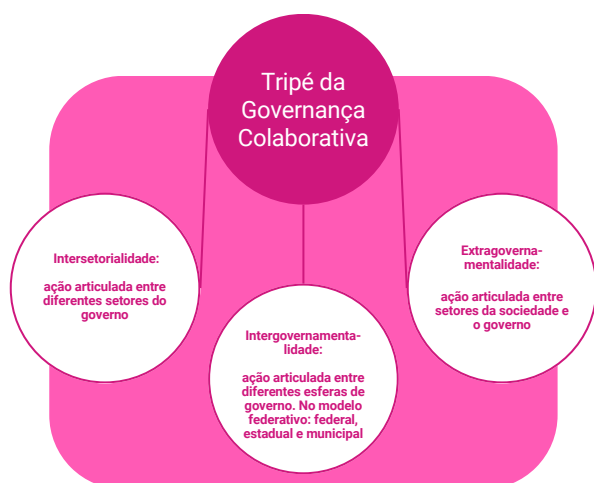 Tripé da
Governança
Colaborativa
Intersetorialidade:
ação articulada entre
diferentes setores do
governo
Intergovernamenta-
lidade:
ação articulada entre
diferentes esferas de
governo. No modelo
federativo: federal,
estadual e municipal
Extragoverna-
mentalidade:
ação articulada entre
setores da sociedade e
o governo